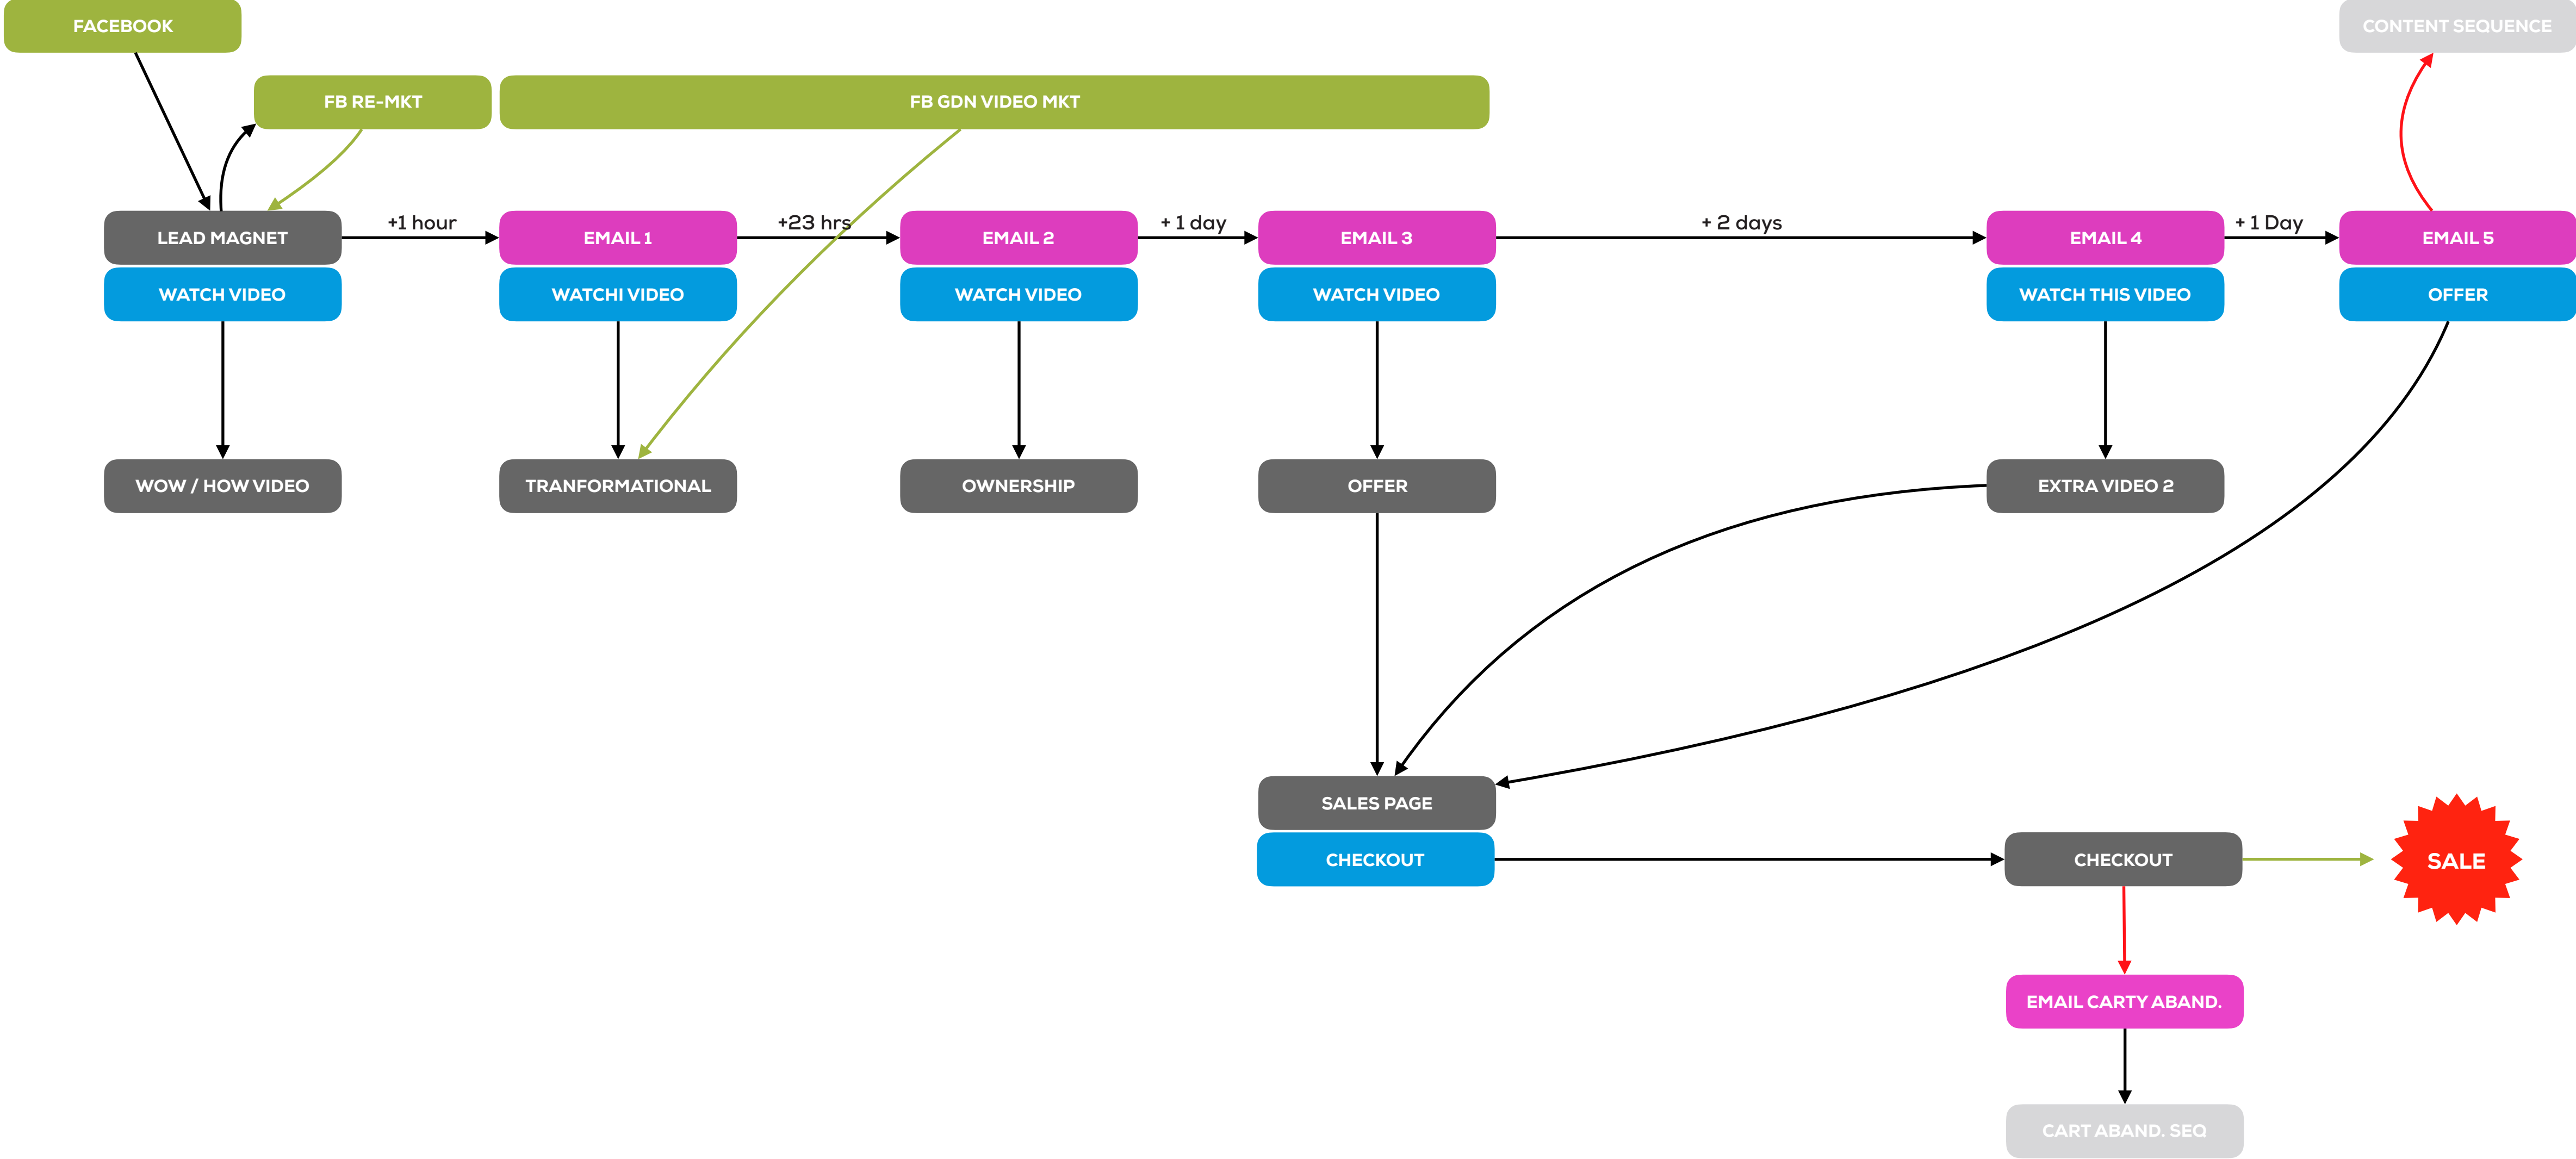 FACEBOOK
CONTENT SEQUENCE
FB RE-MKT
FB GDN VIDEO MKT
LEAD MAGNET
+1 hour
EMAIL 1
+23 hrs
EMAIL 2
+ 1 day
EMAIL 3
+ 2 days
EMAIL 4
+ 1 Day
EMAIL 5
WATCH VIDEO
WATCHI VIDEO
WATCH VIDEO
WATCH VIDEO
WATCH THIS VIDEO
OFFER
WOW / HOW VIDEO
TRANFORMATIONAL
OWNERSHIP
OFFER
EXTRA VIDEO 2
SALES PAGE
CHECKOUT
CHECKOUT
SALE
EMAIL CARTY ABAND.
CART ABAND. SEQ